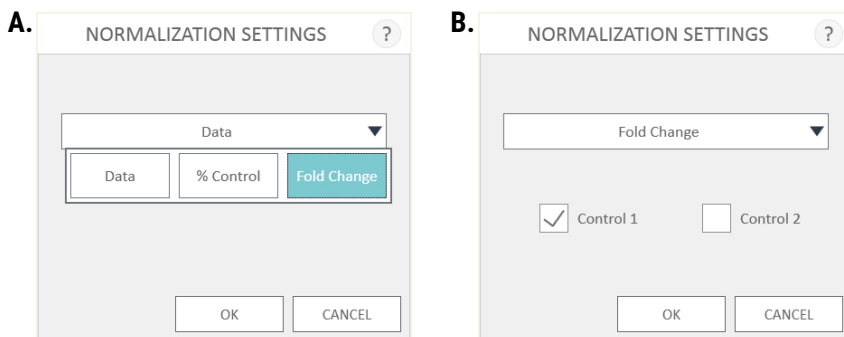 A.
NORMALIZATION SETTINGS ?
Data
Data % Control Fold Change
OK CANCEL
B.
NORMALIZATION SETTINGS ?
Fold Change
Control 1 Control 2
OK CANCEL